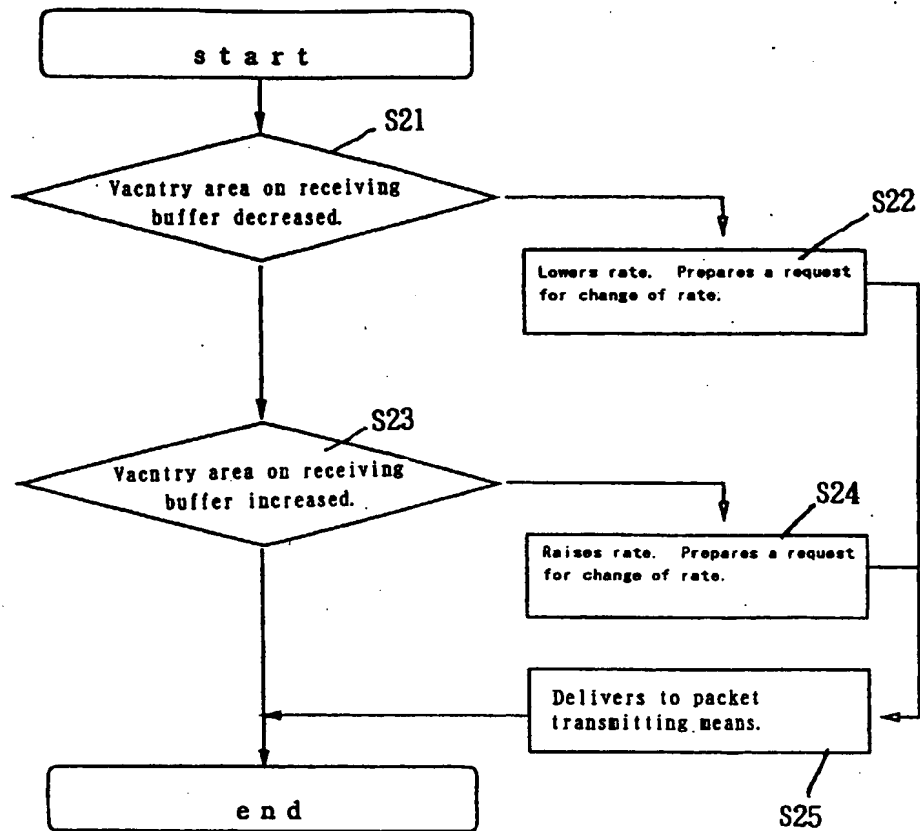 start
S21
Vacntry area on receiving
buffer decreased.
S22
Lowers rate. Prepares a request
for change of rate.
S23
Vacntry area on receiving
buffer increased.
S24
Raises rate. Prepares a request
for change of rate.
Delivers to packet
transmitting means.
end
S25